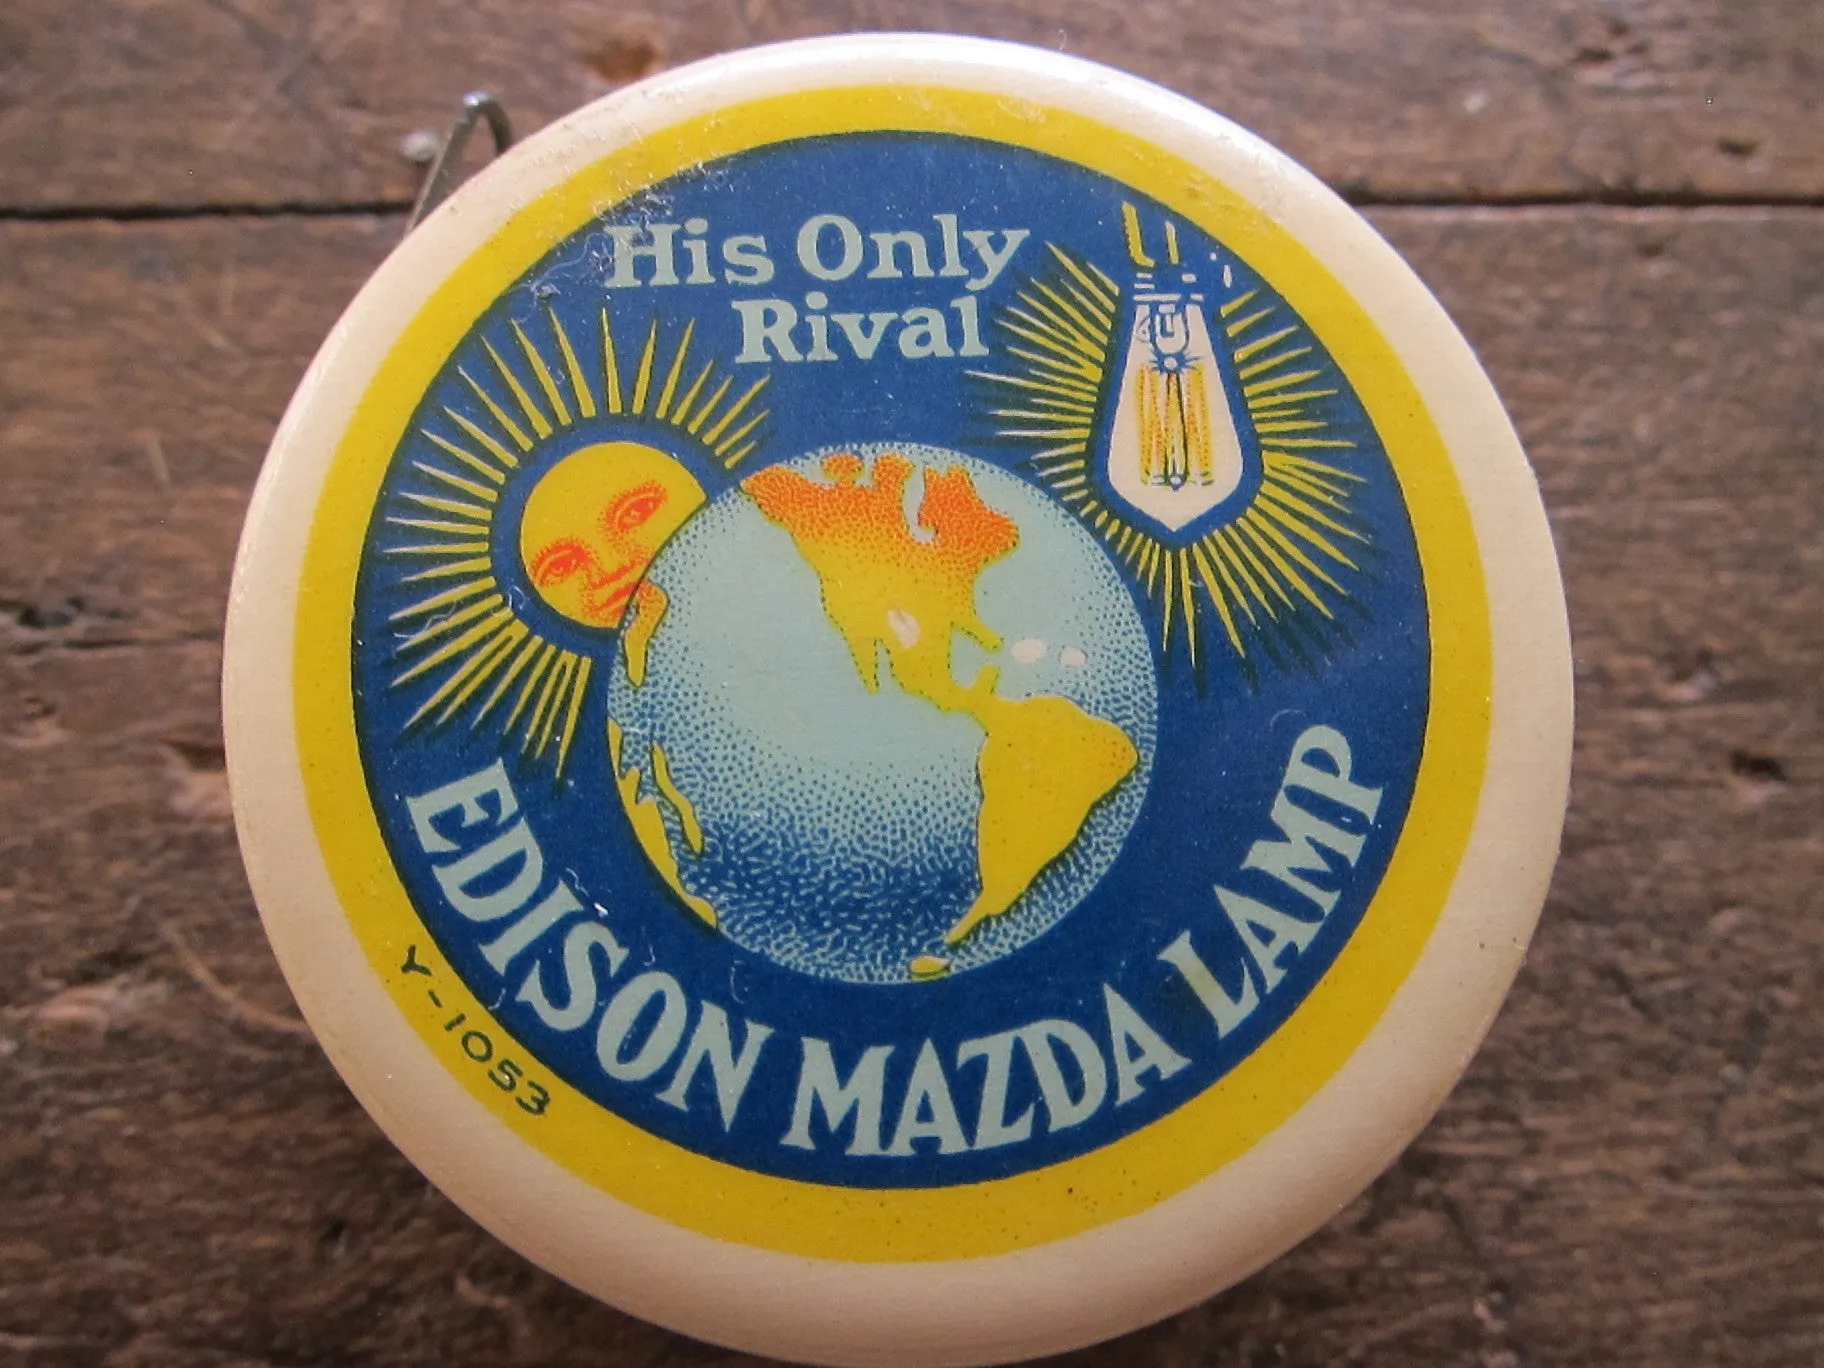 His Only
Rival
EDISON MAZDA LAMP
Y-1053